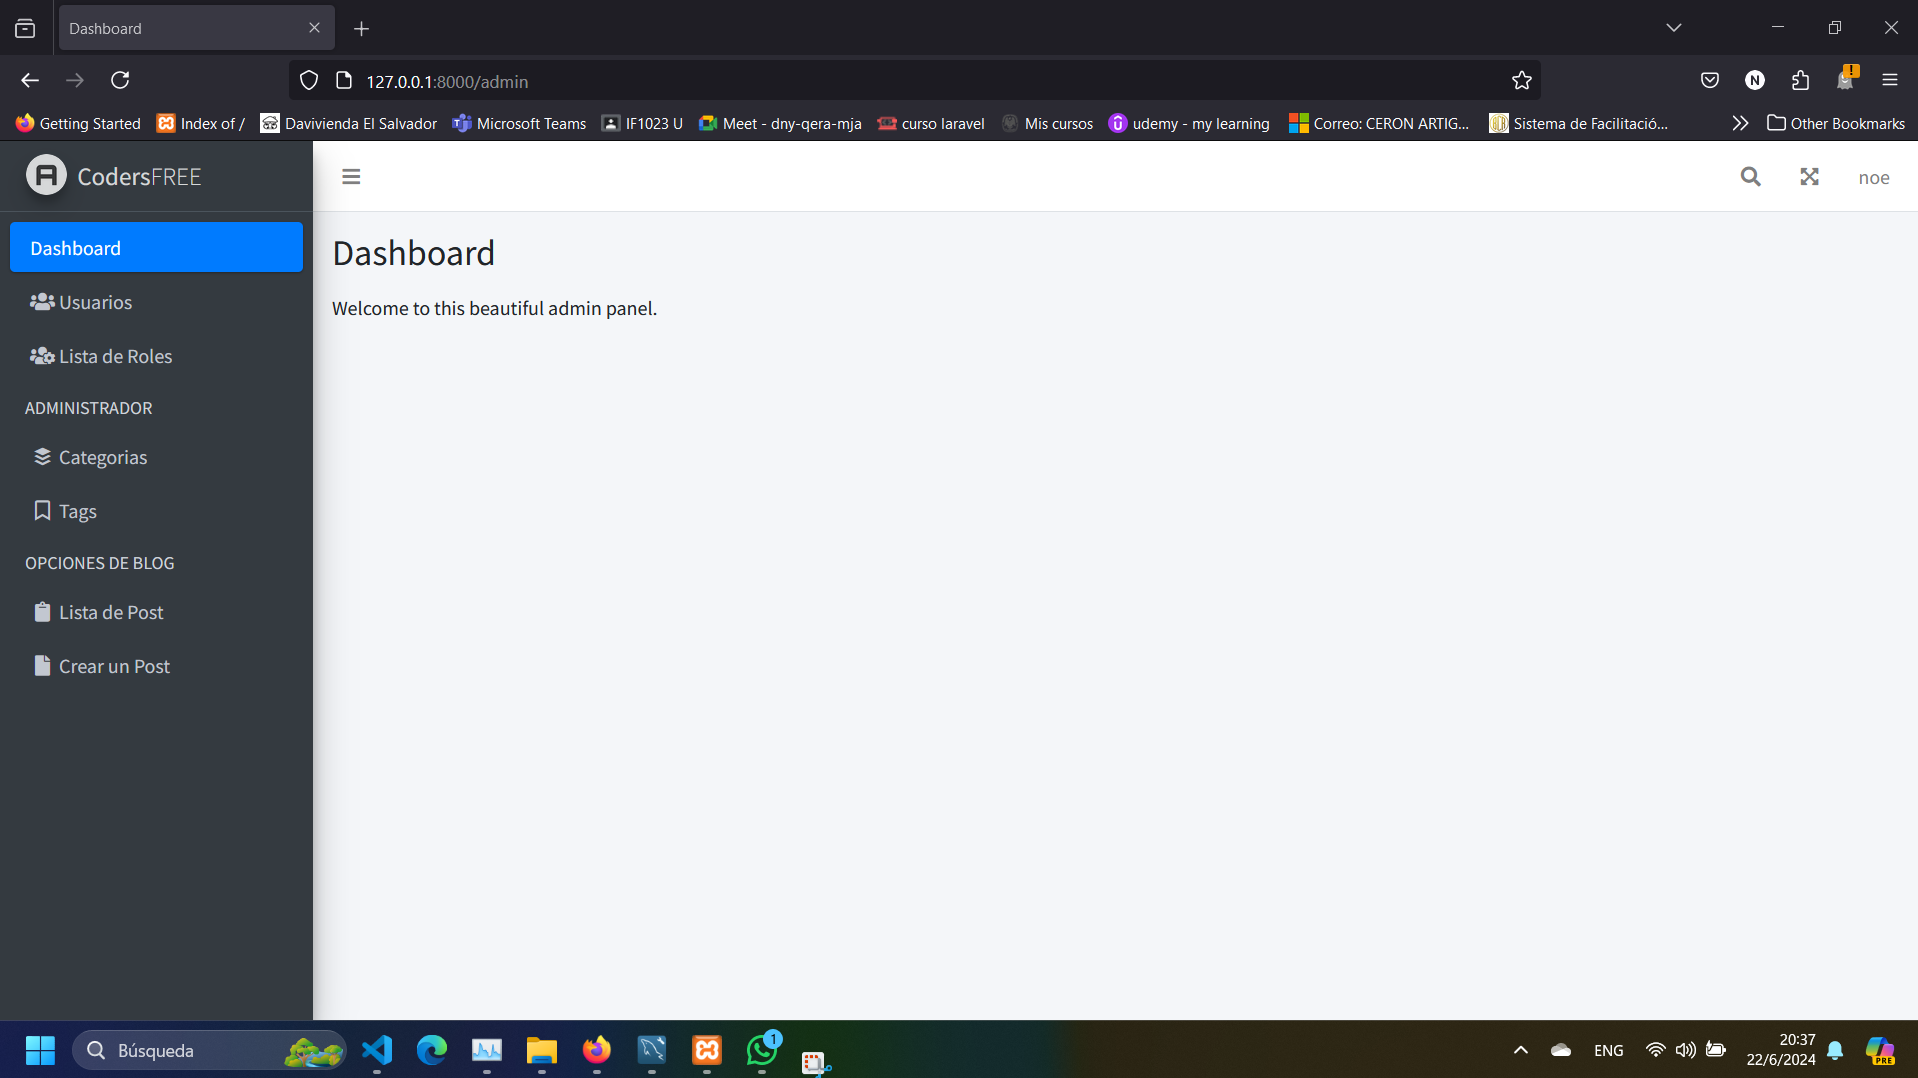 Dashboard
127.0.0.1:8000/admin
N
!
Getting Started
Index of /
Davivienda El Salvador
Microsoft Teams
IF1023 U
Meet - dny-qera-mja
curso laravel
Mis cursos
udemy - my learning
Correo: CERON ARTIG...
Sistema de Facilitació...
Other Bookmarks
CodersFREE
noe
Dashboard
Usuarios
Lista de Roles
ADMINISTRADOR
Categorias
Tags
OPCIONES DE BLOG
Lista de Post
Crear un Post
Dashboard
Welcome to this beautiful admin panel.
Búsqueda
1
ENG
20:37
22/6/2024
PRE